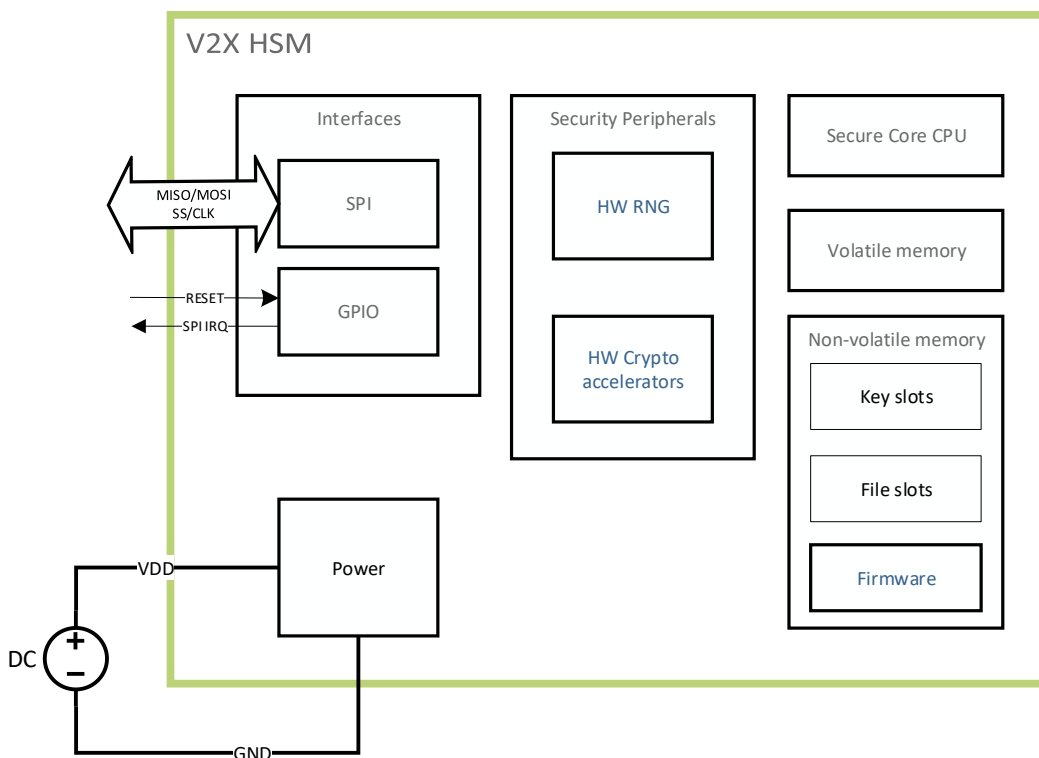 V2X HSM
Interfaces
SPI
MISO/MOSI
SS/CLK
GPIO
RESET
SPI IRQ
Security Peripherals
HW RNG
HW Crypto
accelerators
Secure Core CPU
Volatile memory
Non-volatile memory
Key slots
File slots
Firmware
Power
VDD
DC
+
−
GND